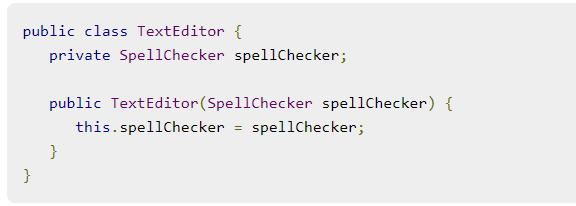 public class TextEditor {
   private SpellChecker spellChecker;

   public TextEditor(SpellChecker spellChecker) {
      this.spellChecker = spellChecker;
   }
}